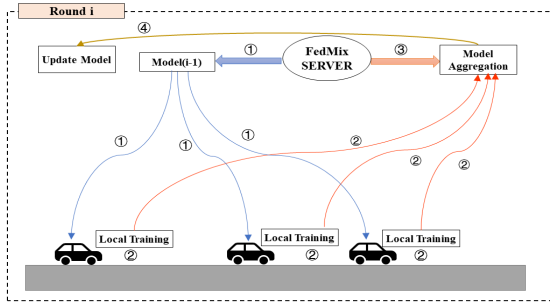 Round i
④
Update Model
Model(i-1)
①
FedMix
SERVER
③
Model
Aggregation
①
①
①
②
②
②
Local Training
②
Local Training
②
Local Training
②